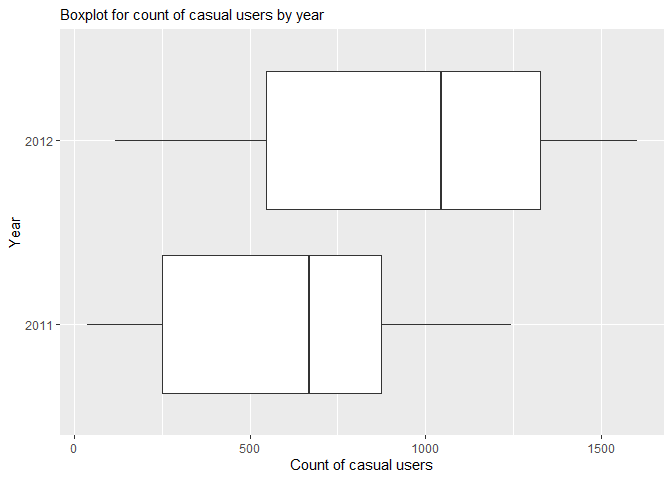 Boxplot for count of casual users by year
2012
Year
2011
0 500 1000 1500
Count of casual users